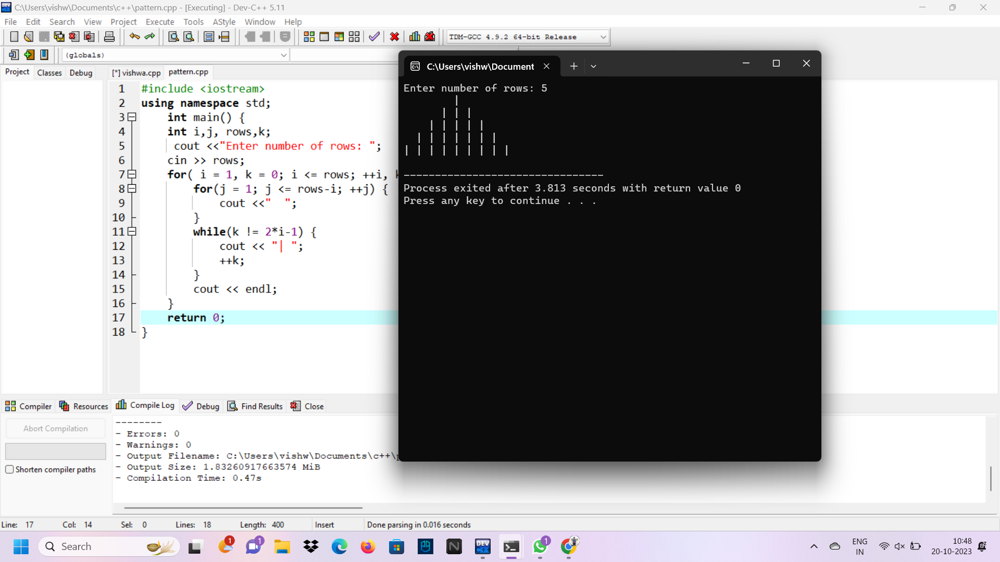 C:\Users\vishw\Documents\c++\pattern.cpp - [Executing] - Dev-C++ 5.11
File Edit Search View Project Execute Tools AStyle Window Help
TDM-GCC 4.9.2 64-bit Release
(globals)
Project Classes Debug
[*] vishwa.cpp pattern.cpp
1 #include <iostream>
2 using namespace std;
3 int main() {
4 int i,j, rows,k;
5 cout <<"Enter number of rows: ";
6 cin >> rows;
7 for( i = 1, k = 0; i <= rows; ++i,
8 for(j = 1; j <= rows-i; ++j) {
9 cout <<"  ";
10 }
11 while(k != 2*i-1) {
12 cout << "| ";
13 ++k;
14 }
15 cout << endl;
16 }
17 return 0;
18 }
C:\Users\vishw\Document
Enter number of rows: 5
        |
      | | |
    | | | | |
  | | | | | | |
| | | | | | | | |
--------------------------------
Process exited after 3.813 seconds with return value 0
Press any key to continue . . .
Compiler Resources Compile Log Debug Find Results Close
Abort Compilation
Shorten compiler paths
--------
- Errors: 0
- Warnings: 0
- Output Filename: C:\Users\vishw\Documents\c++\
- Output Size: 1.83260917663574 MiB
- Compilation Time: 0.47s
Line: 17 Col: 14 Sel: 0 Lines: 18 Length: 400 Insert Done parsing in 0.016 seconds
Search
1
1
DEV
1
ENG
IN
10:48
20-10-2023